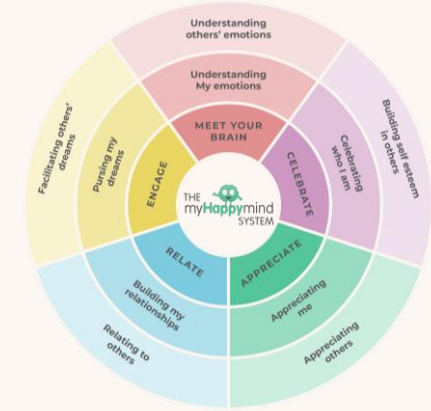 Understanding
others' emotions
Understanding
My emotions
MEET YOUR
BRAIN
Building self esteem
in others
Celebrating
who I am
CELEBRATE
Appreciating
others
Appreciating
me
APPRECIATE
Relating to
others
Building my
relationships
RELATE
Facilitating others'
dreams
Pursing my
dreams
ENGAGE
THE
myHappymind
SYSTEM